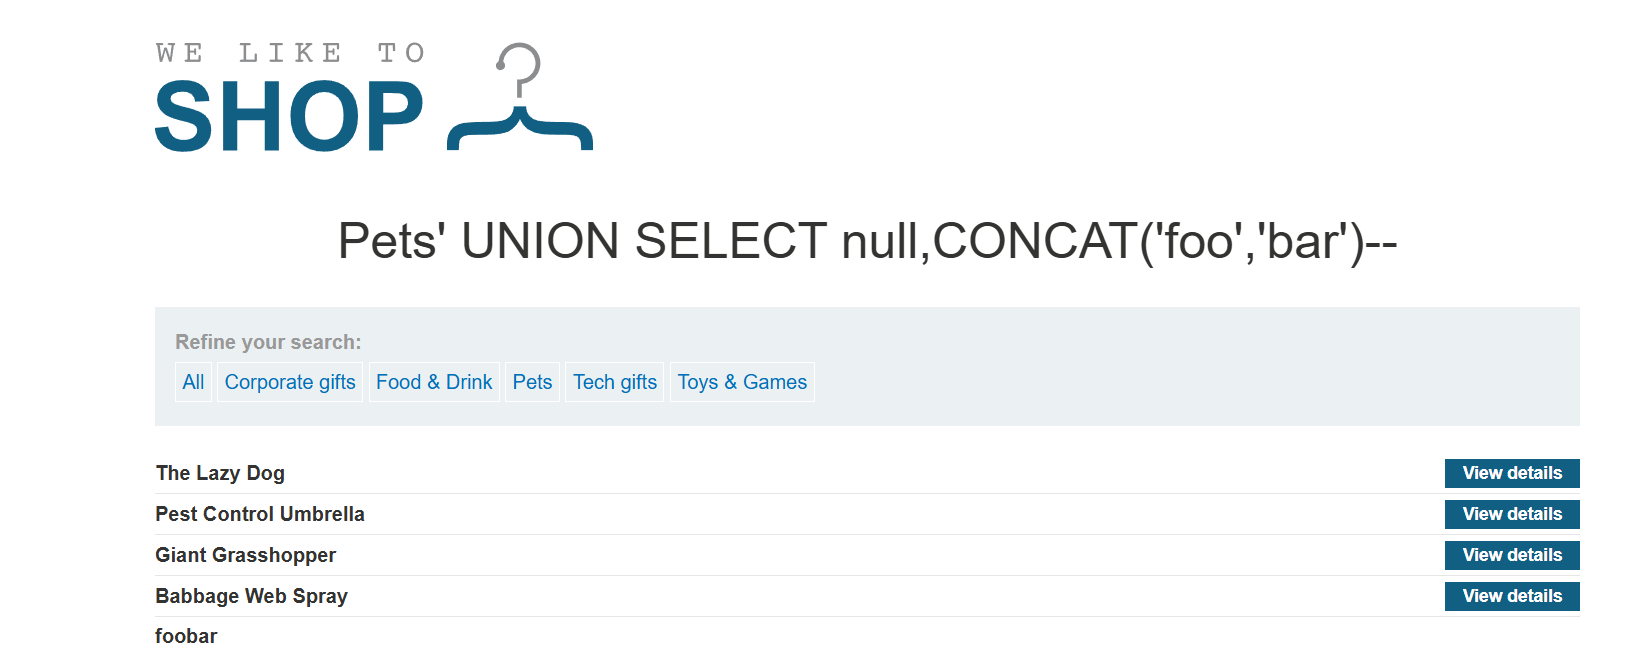 WE LIKE TO
SHOP
Pets' UNION SELECT null,CONCAT('foo','bar')--
Refine your search:
All Corporate gifts Food & Drink Pets Tech gifts Toys & Games
The Lazy Dog View details
Pest Control Umbrella View details
Giant Grasshopper View details
Babbage Web Spray View details
foobar